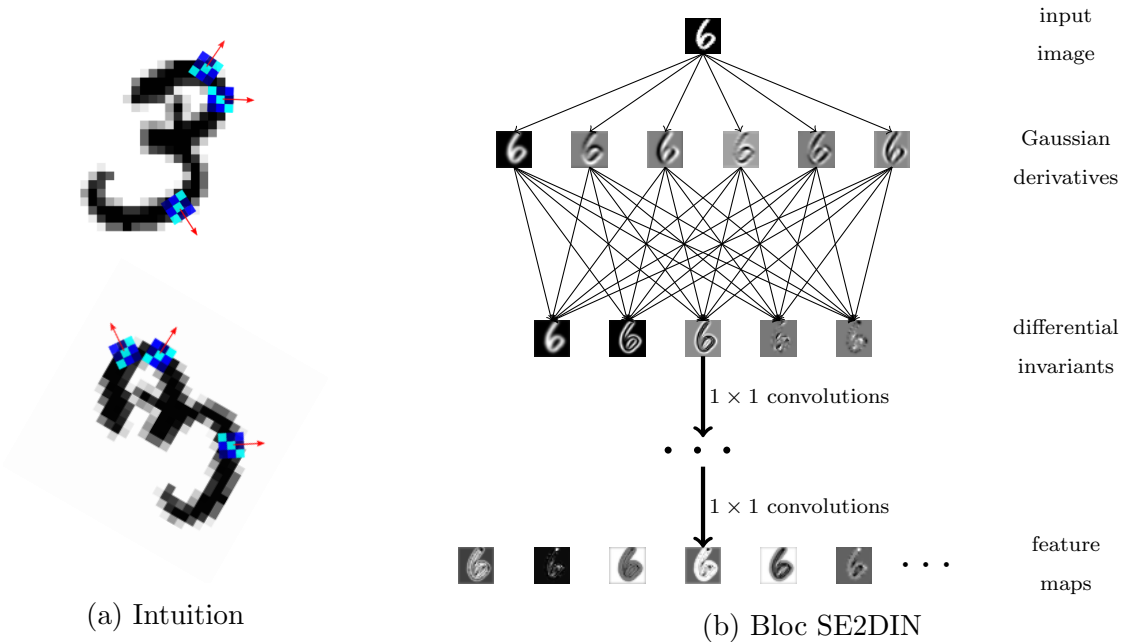 input
image
Gaussian
derivatives
differential
invariants
1 × 1 convolutions
1 × 1 convolutions
feature
maps
(a) Intuition
(b) Bloc SE2DIN